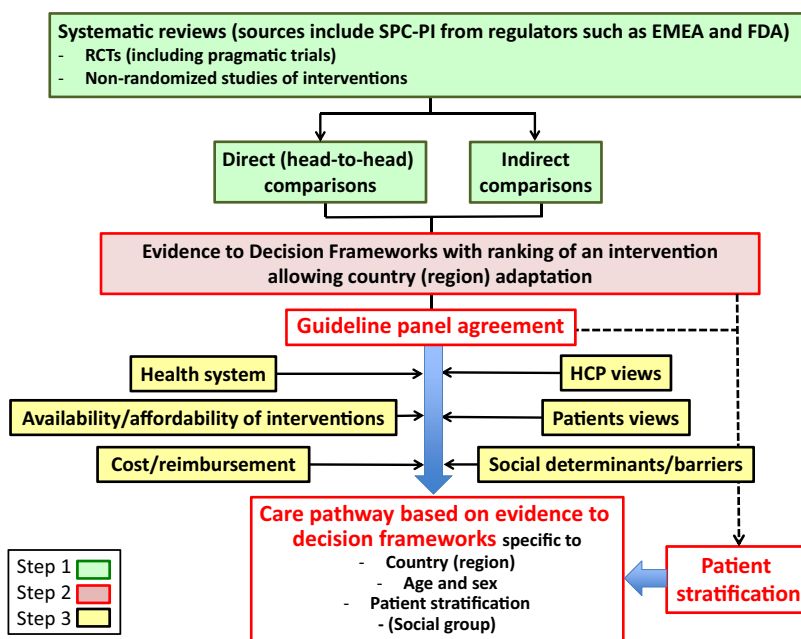 Systematic reviews (sources include SPC-PI from regulators such as EMEA and FDA)
- RCTs (including pragmatic trials)
- Non-randomized studies of interventions
Direct (head-to-head)
comparisons
Indirect
comparisons
Evidence to Decision Frameworks with ranking of an intervention
allowing country (region) adaptation
Guideline panel agreement
Health system
HCP views
Availability/affordability of interventions
Patients views
Cost/reimbursement
Social determinants/barriers
Care pathway based on evidence to
decision frameworks specific to
- Country (region)
- Age and sex
- Patient stratification
- (Social group)
Patient
stratification
Step 1
Step 2
Step 3